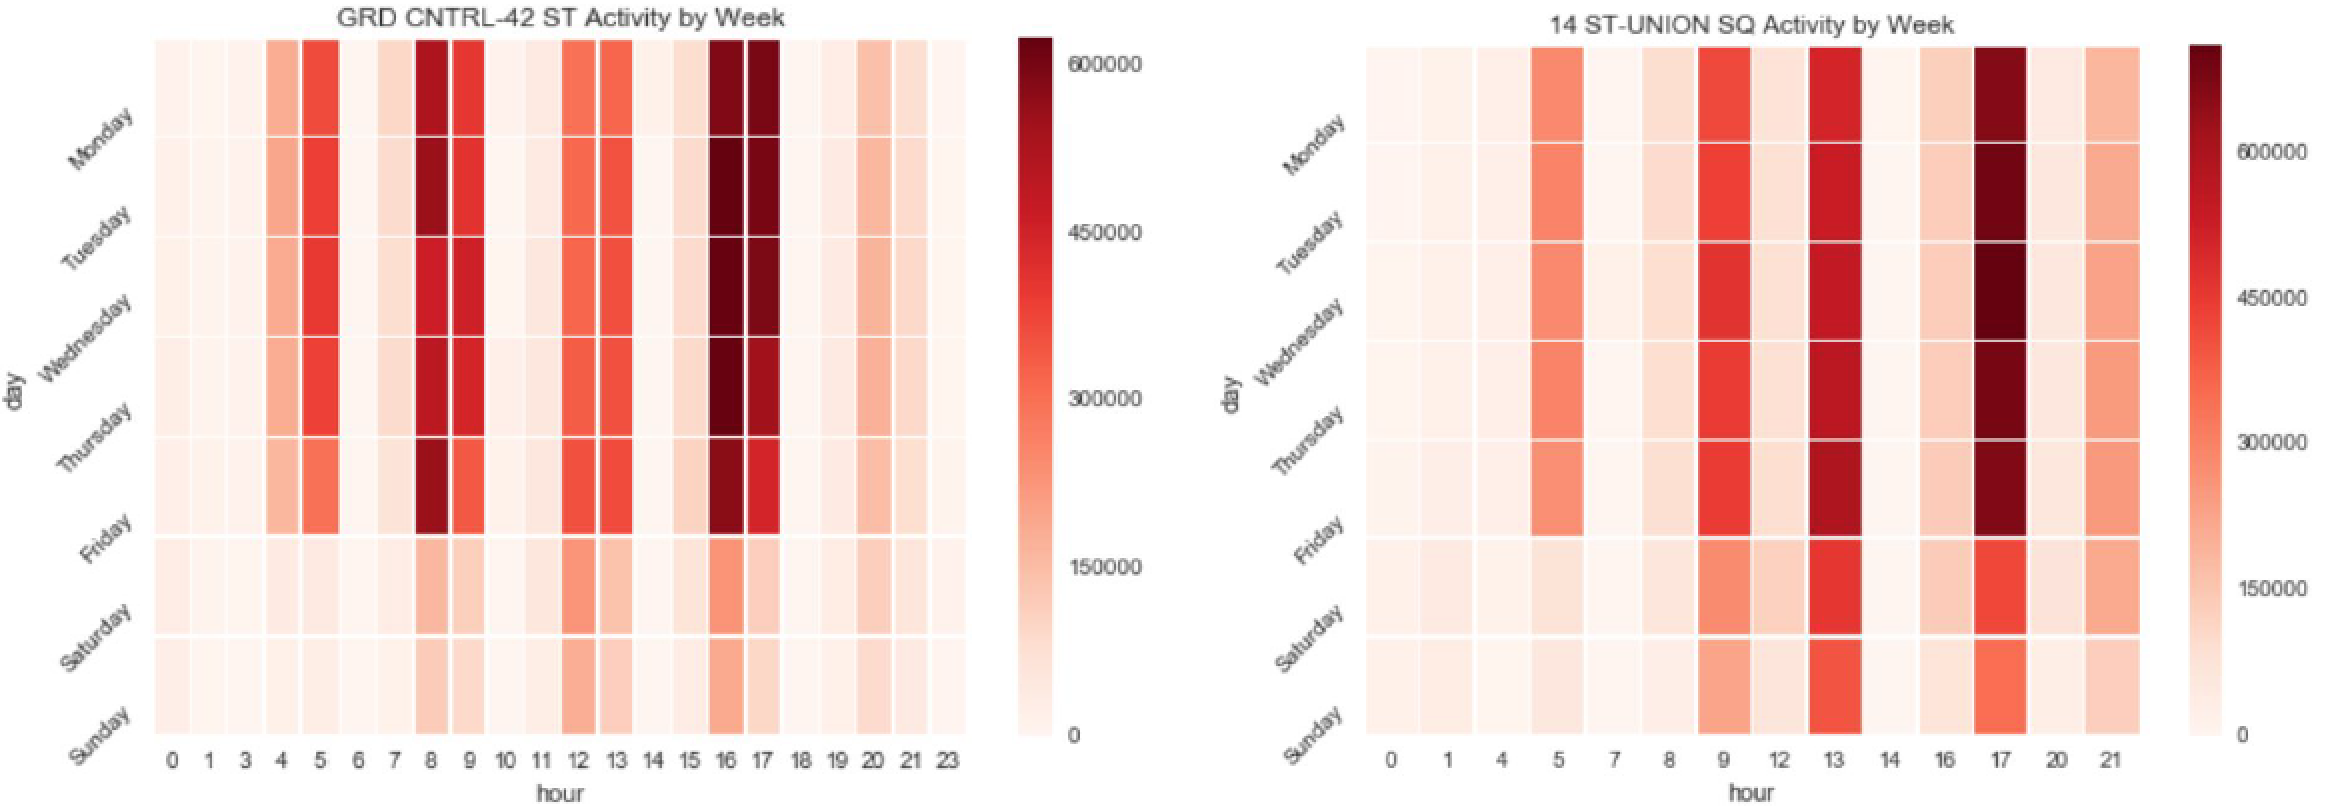 GRD CNTRL-42 ST Activity by Week
day
Monday
Tuesday
Wednesday
Thursday
Friday
Saturday
Sunday
0 1 3 4 5 6 7 8 9 10 11 12 13 14 15 16 17 18 19 20 21 23
hour
600000
450000
300000
150000
0
14 ST-UNION SQ Activity by Week
day
Monday
Tuesday
Wednesday
Thursday
Friday
Saturday
Sunday
0 1 4 5 7 8 9 12 13 14 16 17 20 21
hour
600000
450000
300000
150000
0